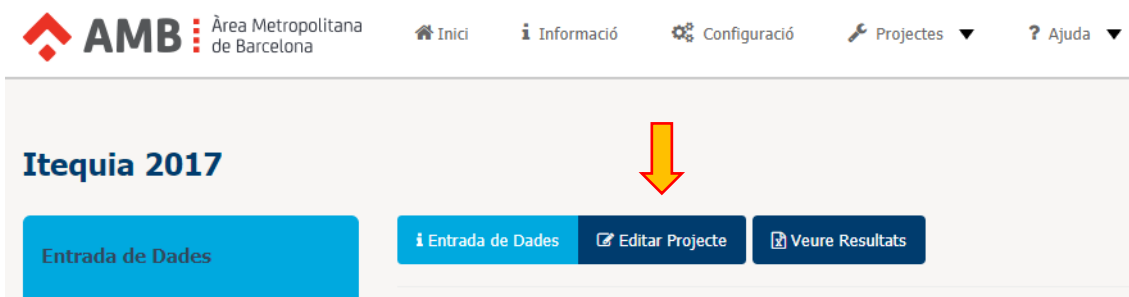 AMB Àrea Metropolitana
de Barcelona
Inici Informació Configuració Projectes ? Ajuda
Itequia 2017
Entrada de Dades
Entrada de Dades Editar Projecte Veure Resultats